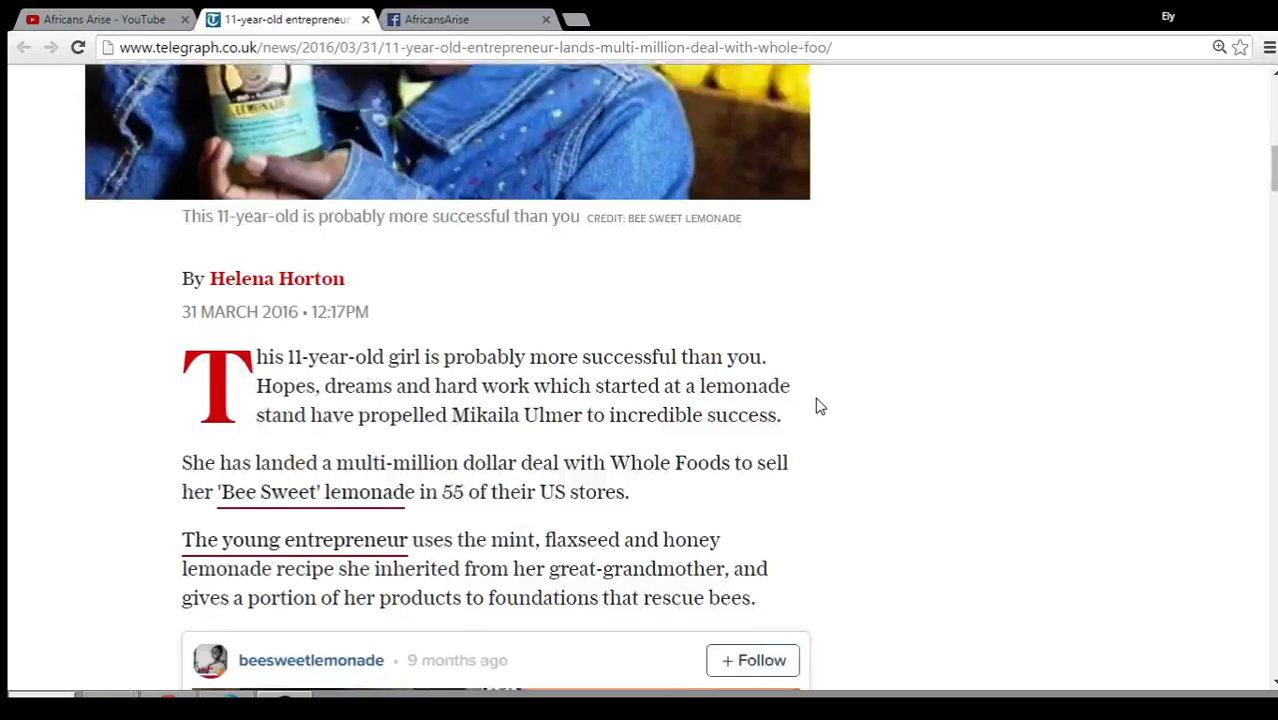 Africans Arise - YouTube
11-year-old entrepreneur
AfricansArise
Ely
www.telegraph.co.uk/news/2016/03/31/11-year-old-entrepreneur-lands-multi-million-deal-with-whole-foo/
LEMONADE
This 11-year-old is probably more successful than you CREDIT: BEE SWEET LEMONADE
By Helena Horton
31 MARCH 2016 • 12:17PM
This 11-year-old girl is probably more successful than you.
Hopes, dreams and hard work which started at a lemonade
stand have propelled Mikaila Ulmer to incredible success.
She has landed a multi-million dollar deal with Whole Foods to sell
her 'Bee Sweet' lemonade in 55 of their US stores.
The young entrepreneur uses the mint, flaxseed and honey
lemonade recipe she inherited from her great-grandmother, and
gives a portion of her products to foundations that rescue bees.
beesweetlemonade • 9 months ago
+ Follow